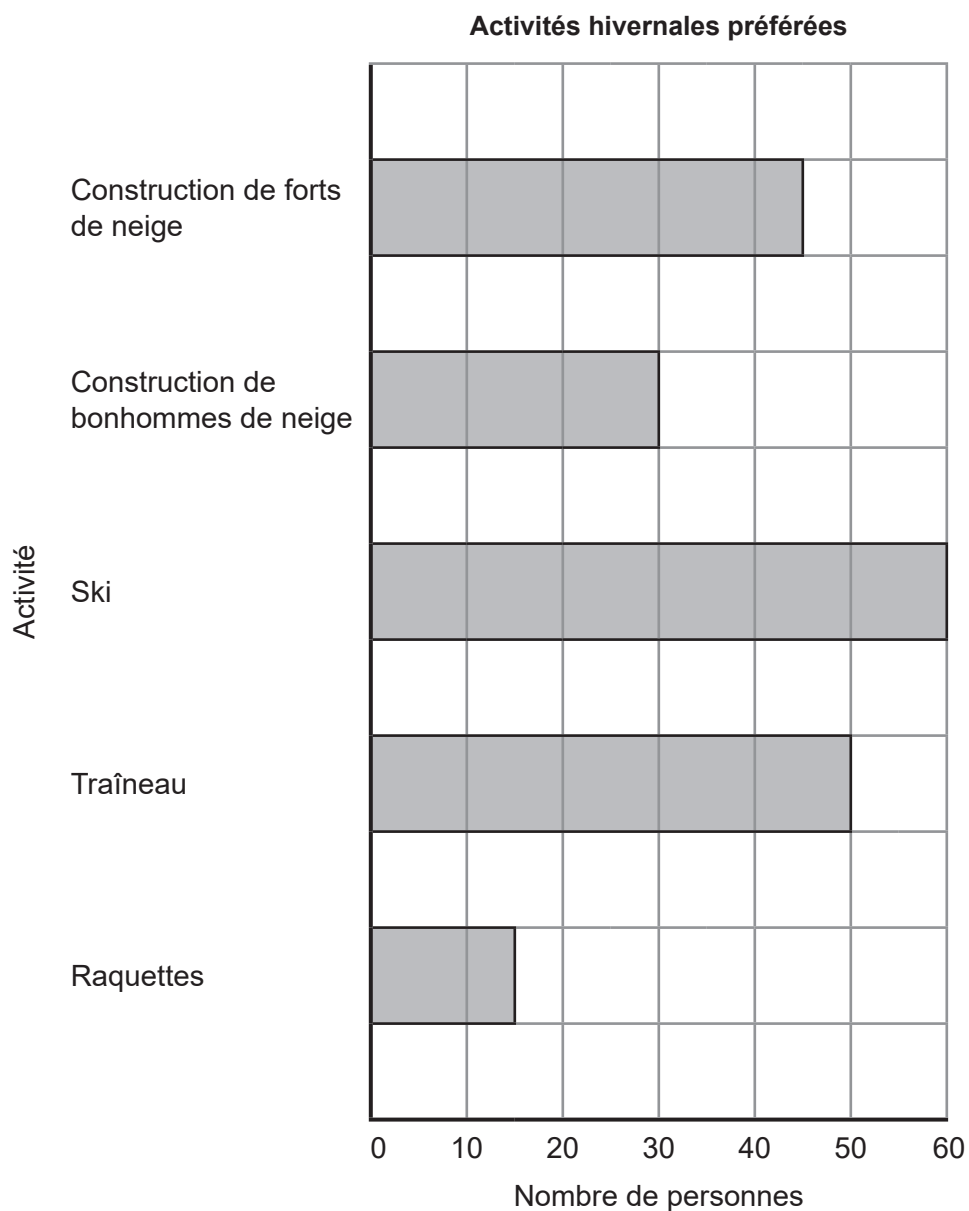 Activités hivernales préférées
Construction de forts
de neige
Construction de
bonhommes de neige
Ski
Traîneau
Raquettes
Activité
0 10 20 30 40 50 60
Nombre de personnes